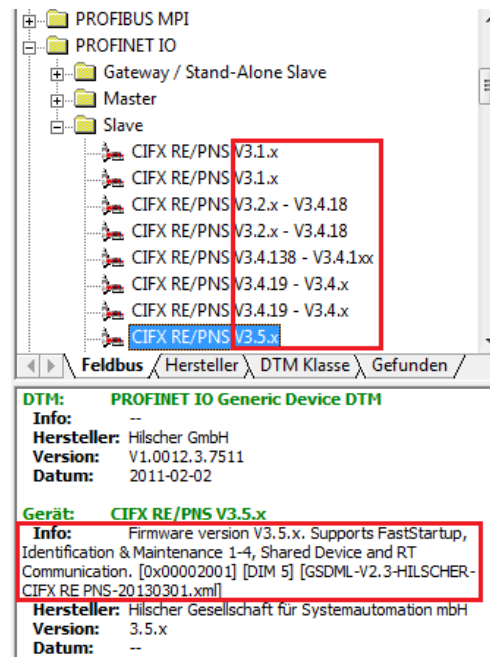 PROFIBUS MPI
PROFINET IO
Gateway / Stand-Alone Slave
Master
Slave
CIFX RE/PNS V3.1.x
CIFX RE/PNS V3.1.x
CIFX RE/PNS V3.2.x - V3.4.18
CIFX RE/PNS V3.2.x - V3.4.18
CIFX RE/PNS V3.4.138 - V3.4.1xx
CIFX RE/PNS V3.4.19 - V3.4.x
CIFX RE/PNS V3.4.19 - V3.4.x
CIFX RE/PNS V3.5.x
Feldbus / Hersteller \ DTM Klasse \ Gefunden /
DTM: PROFINET IO Generic Device DTM
Info: --
Hersteller: Hilscher GmbH
Version: V1.0012.3.7511
Datum: 2011-02-02
Gerät: CIFX RE/PNS V3.5.x
Info: Firmware version V3.5.x. Supports FastStartup,
Identification & Maintenance 1-4, Shared Device and RT
Communication. [0x00002001] [DIM 5] [GSDML-V2.3-HILSCHER-
CIFX RE PNS-20130301.xml]
Hersteller: Hilscher Gesellschaft für Systemautomation mbH
Version: 3.5.x
Datum: --